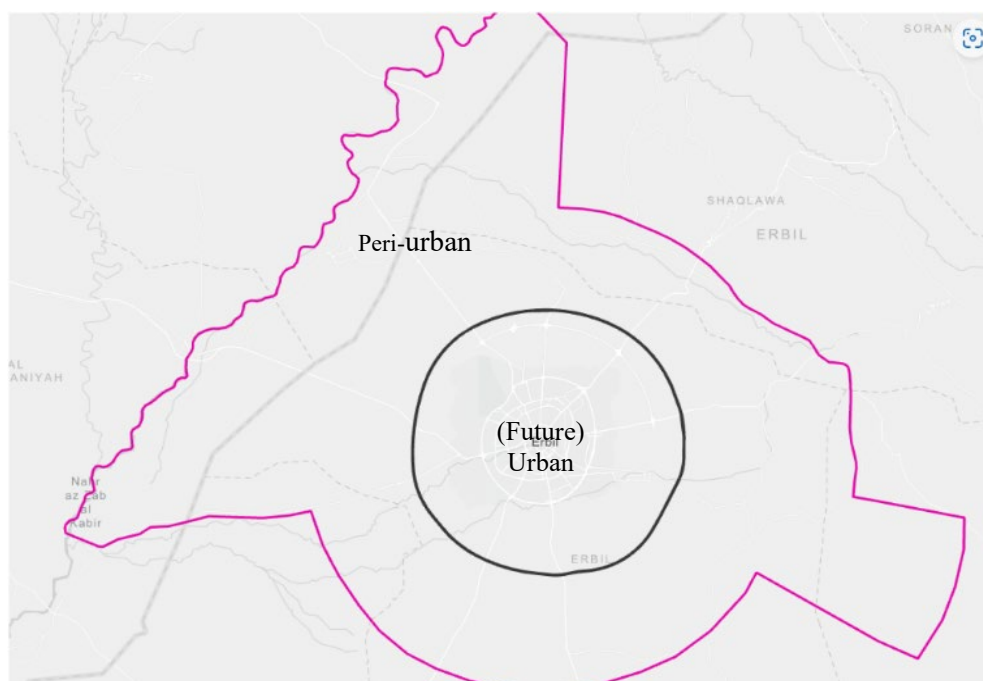 SORAN
SHAQLAWA
ERBIL
Peri-urban
AL
ANIYAH
(Future)
Erbil
Urban
Nahr
az Zab
al
Kabir
ERBIL